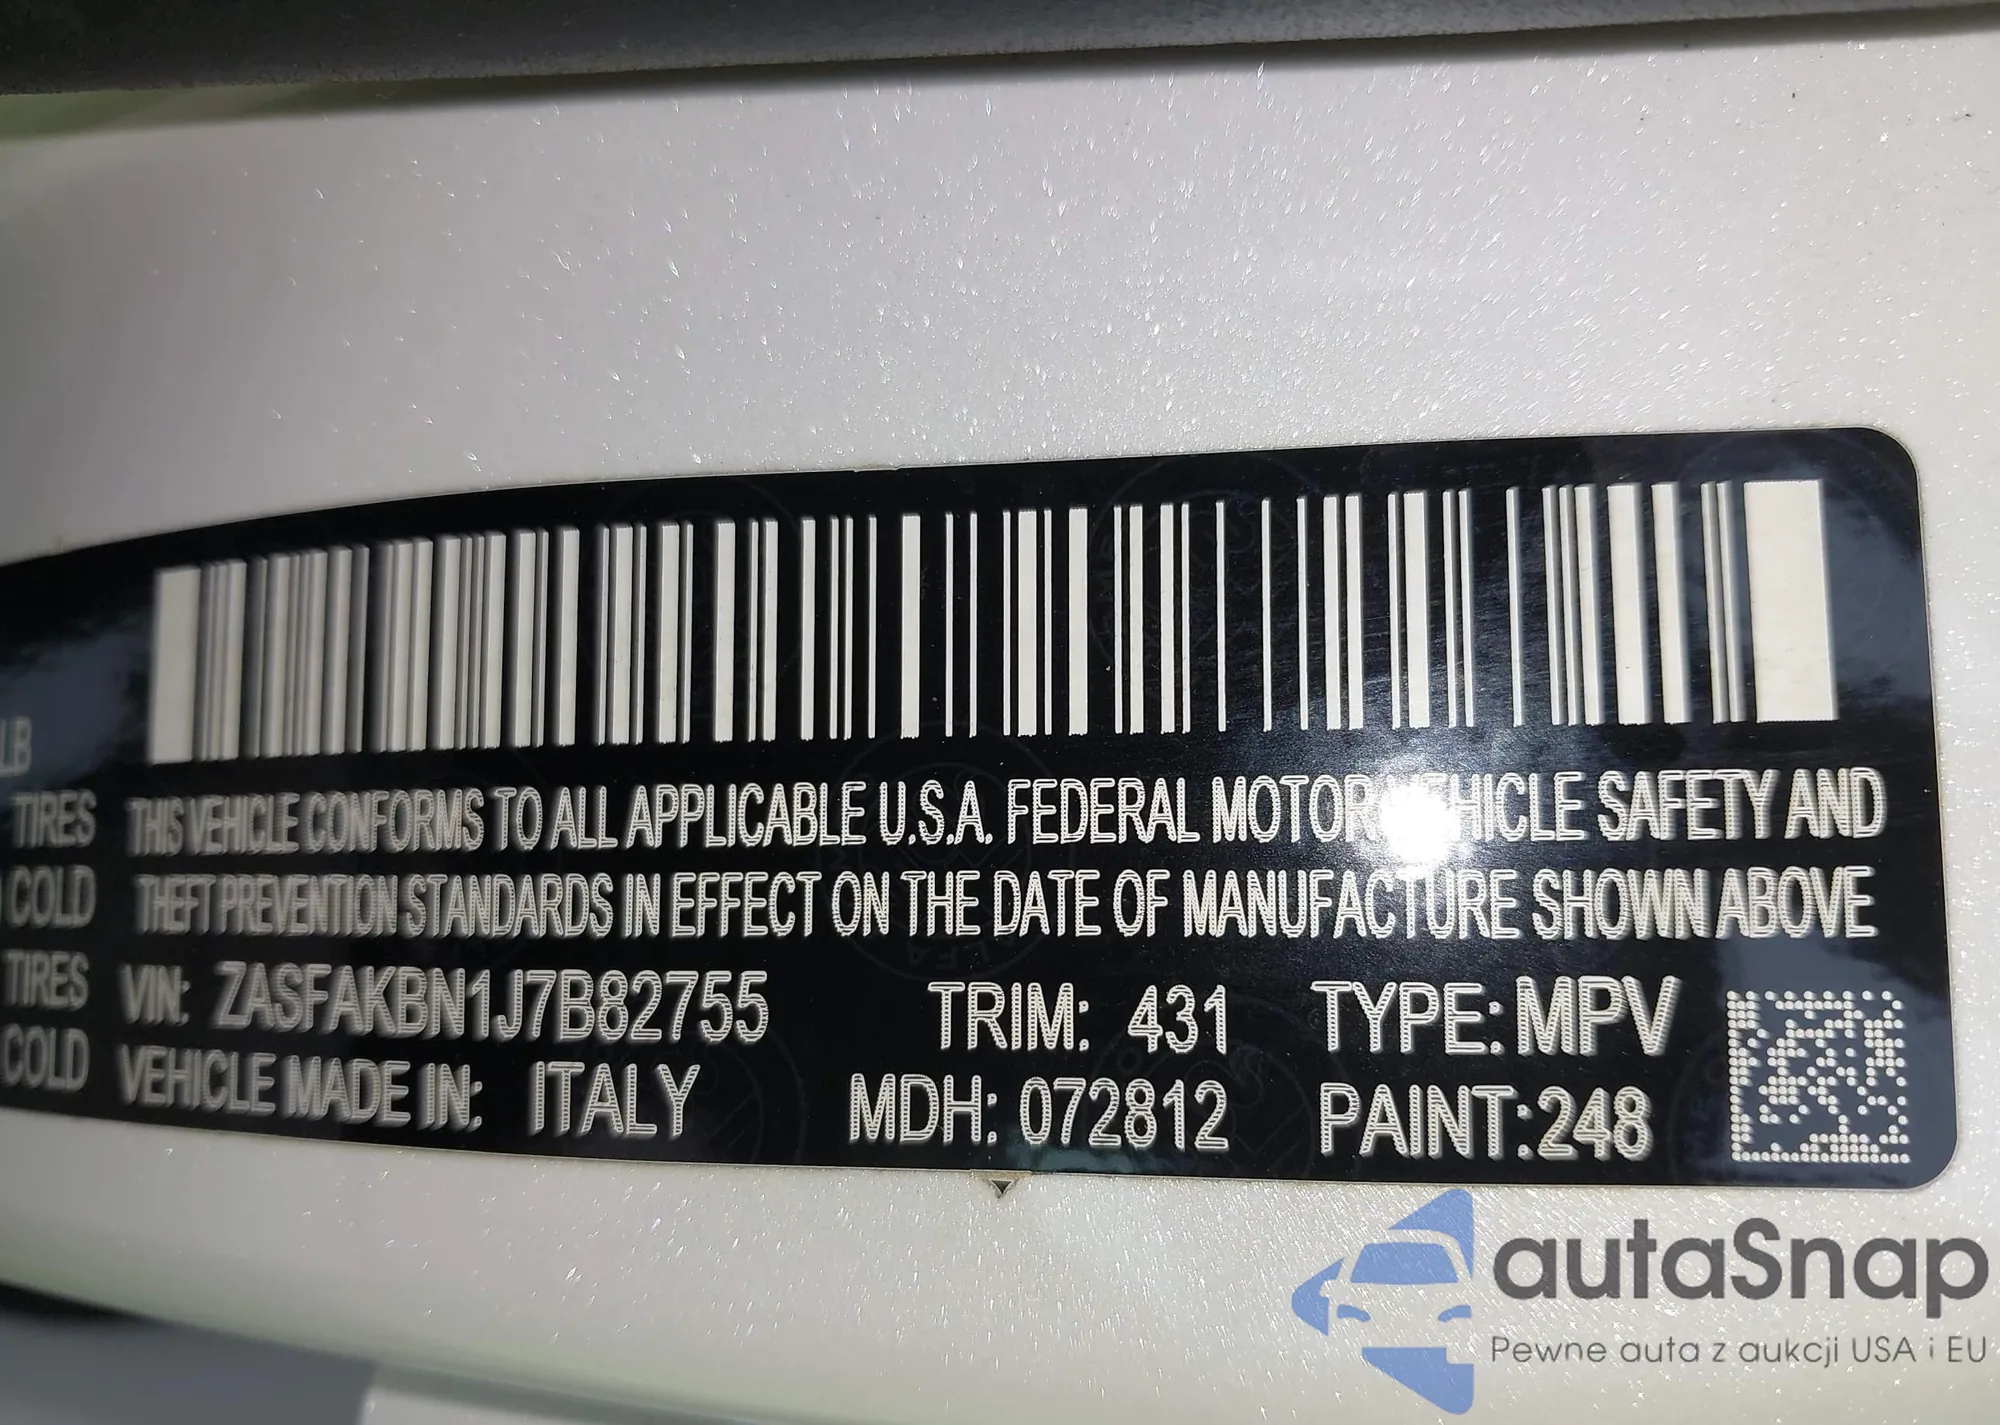 LB
TIRES
COLD
TIRES
COLD
THIS VEHICLE CONFORMS TO ALL APPLICABLE U.S.A. FEDERAL MOTOR VEHICLE SAFETY AND
THEFT PREVENTION STANDARDS IN EFFECT ON THE DATE OF MANUFACTURE SHOWN ABOVE
VIN: ZASFAKBN1J7B82755 TRIM: 431 TYPE: MPV
VEHICLE MADE IN: ITALY MDH: 072812 PAINT: 248
autaSnap
Pewne auta z aukcji USA i EU